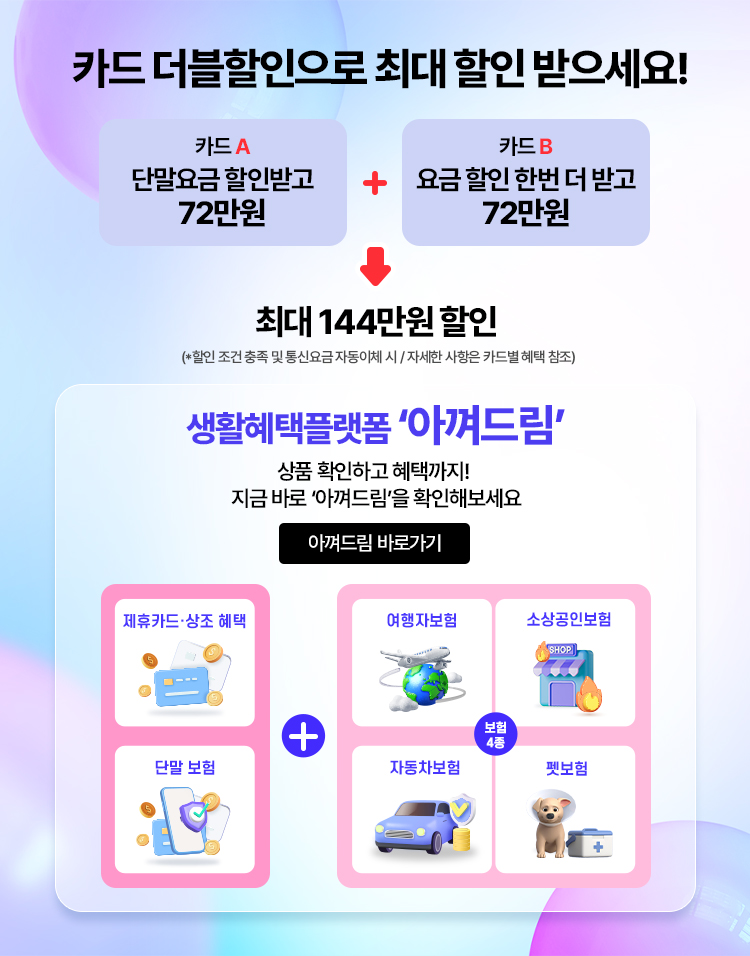 카드 더블할인으로 최대 할인 받으세요!
카드 A
단말요금 할인받고
72만원
+
카드 B
요금 할인 한번 더 받고
72만원
최대 144만원 할인
(*할인 조건 충족 및 통신요금 자동이체 시 / 자세한 사항은 카드별 혜택 참조)
생활혜택플랫폼 ‘아껴드림’
상품 확인하고 혜택까지!
지금 바로 ‘아껴드림’을 확인해보세요
아껴드림 바로가기
제휴카드·상조 혜택
단말 보험
+
여행자보험
소상공인보험
SHOP
보험
4종
자동차보험
펫보험